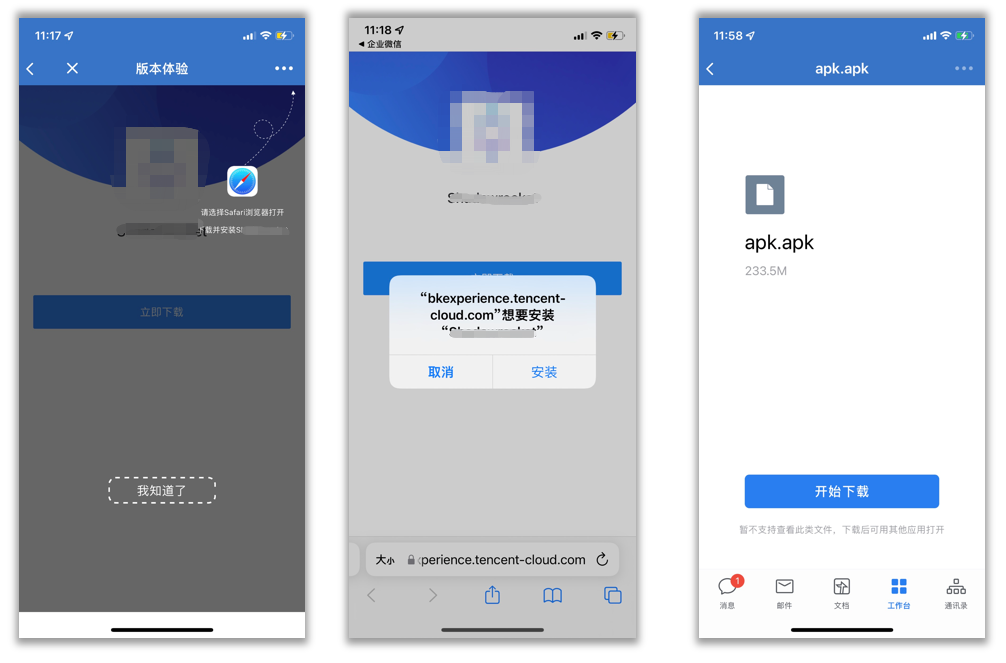 11:17
版本体验
请选择Safari浏览器打开
下载并安装
立即下载
我知道了
11:18
企业微信
立即下载
“bkexperience.tencent-
cloud.com”想要安装
取消
安装
大小
perience.tencent-cloud.com
11:58
apk.apk
apk.apk
233.5M
开始下载
暂不支持查看此类文件，下载后可用其他应用打开
1
消息
邮件
文档
工作台
通讯录